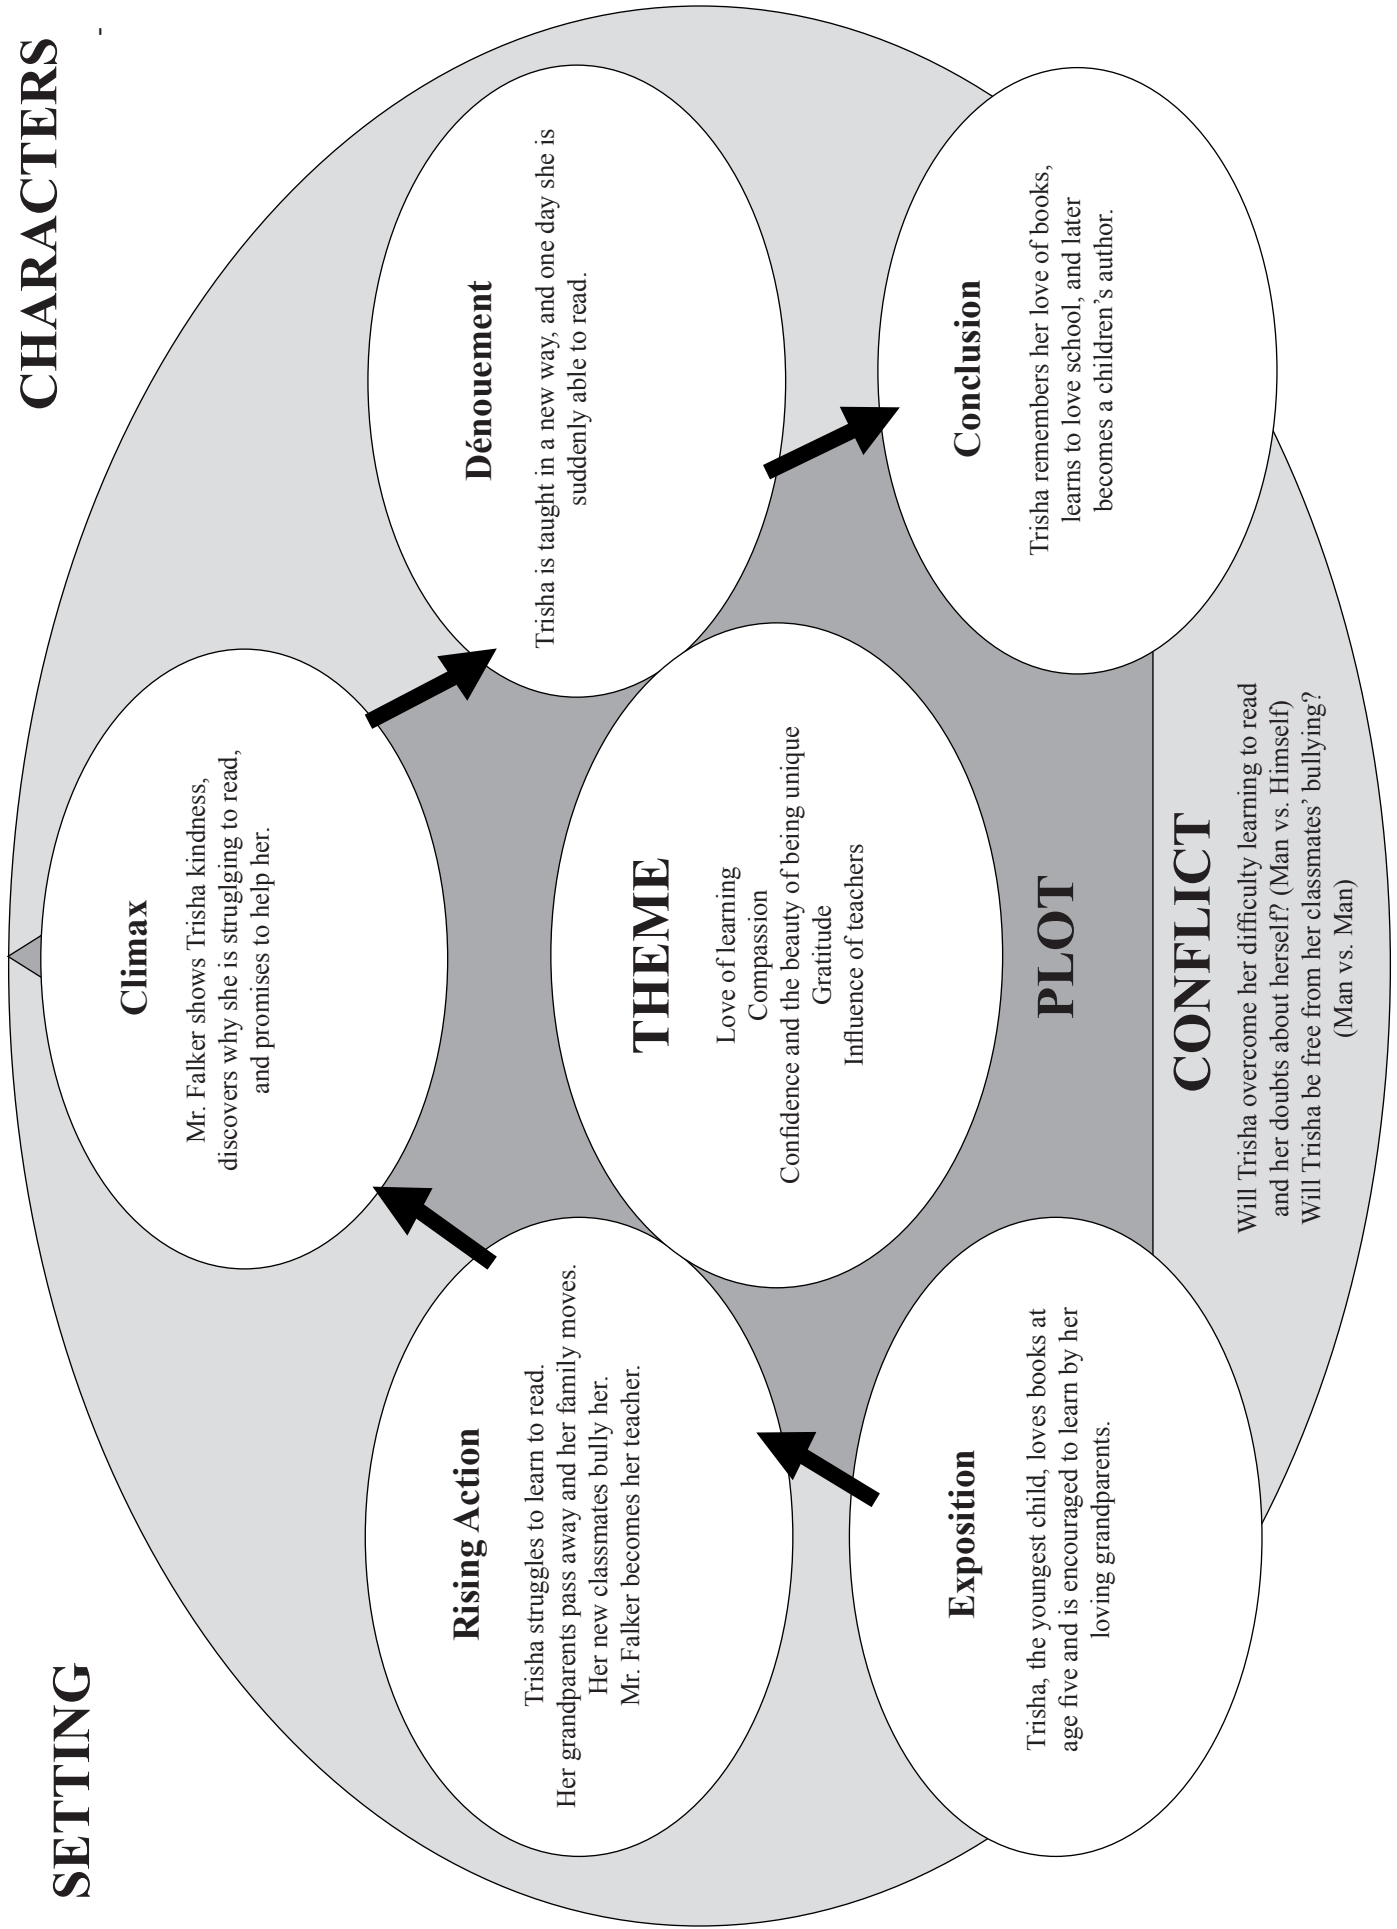 SETTING
CHARACTERS
-
Climax
Mr. Falker shows Trisha kindness,
discovers why she is struglging to read,
and promises to help her.
Rising Action
Trisha struggles to learn to read.
Her grandparents pass away and her family moves.
Her new classmates bully her.
Mr. Falker becomes her teacher.
Dénouement
Trisha is taught in a new way, and one day she is
suddenly able to read.
THEME
Love of learning
Compassion
Confidence and the beauty of being unique
Gratitude
Influence of teachers
Exposition
Trisha, the youngest child, loves books at
age five and is encouraged to learn by her
loving grandparents.
Conclusion
Trisha remembers her love of books,
learns to love school, and later
becomes a children’s author.
PLOT
CONFLICT
Will Trisha overcome her difficulty learning to read
and her doubts about herself? (Man vs. Himself)
Will Trisha be free from her classmates’ bullying?
(Man vs. Man)